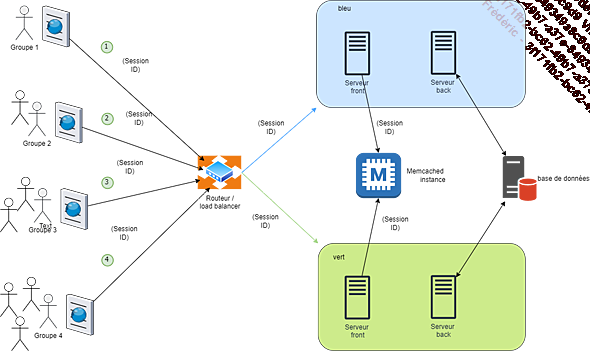 Groupe 1
1
(Session
ID)
(Session
ID)
2
Groupe 2
(Session
ID)
3
Text
Groupe 3
(Session
ID)
4
Groupe 4
Routeur /
load balancer
(Session
ID)
(Session
ID)
bleu
Serveur
front
Serveur
back
(Session
ID)
M
Memcached
instance
base de données
(Session
ID)
vert
Serveur
front
Serveur
back
Frédéric